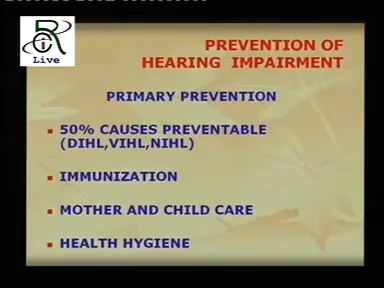 R
i
Live
PREVENTION OF
HEARING IMPAIRMENT
PRIMARY PREVENTION
50% CAUSES PREVENTABLE
(DIHL,VIHL,NIHL)
IMMUNIZATION
MOTHER AND CHILD CARE
HEALTH HYGIENE